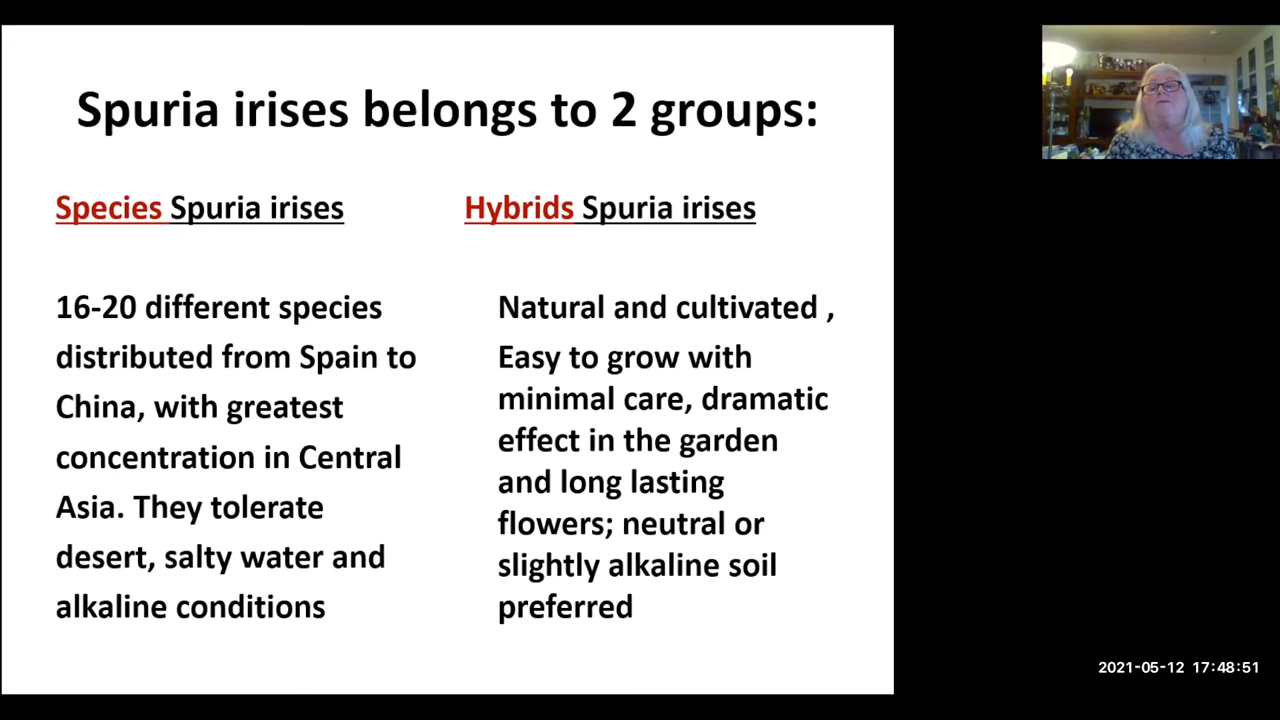 Spuria irises belongs to 2 groups:
Species Spuria irises
16-20 different species
distributed from Spain to
China, with greatest
concentration in Central
Asia. They tolerate
desert, salty water and
alkaline conditions
Hybrids Spuria irises
Natural and cultivated ,
Easy to grow with
minimal care, dramatic
effect in the garden
and long lasting
flowers; neutral or
slightly alkaline soil
preferred
2021-05-12 17:48:51